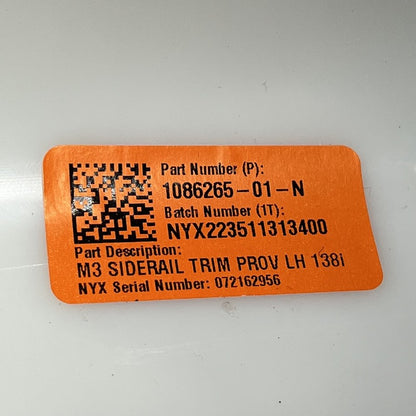 Part Number (P):
1086265-01-N
Batch Number (1T):
NYX223511313400
Part Description:
M3 SIDERAIL TRIM PROV LH 138i
NYX Serial Number: 072162956